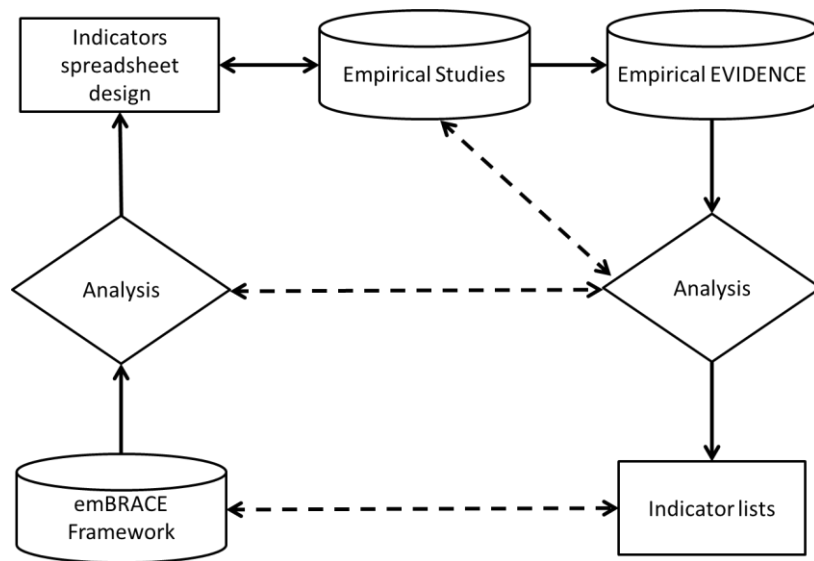 Indicators
spreadsheet
design
Empirical Studies
Empirical EVIDENCE
Analysis
Analysis
emBRACE
Framework
Indicator lists